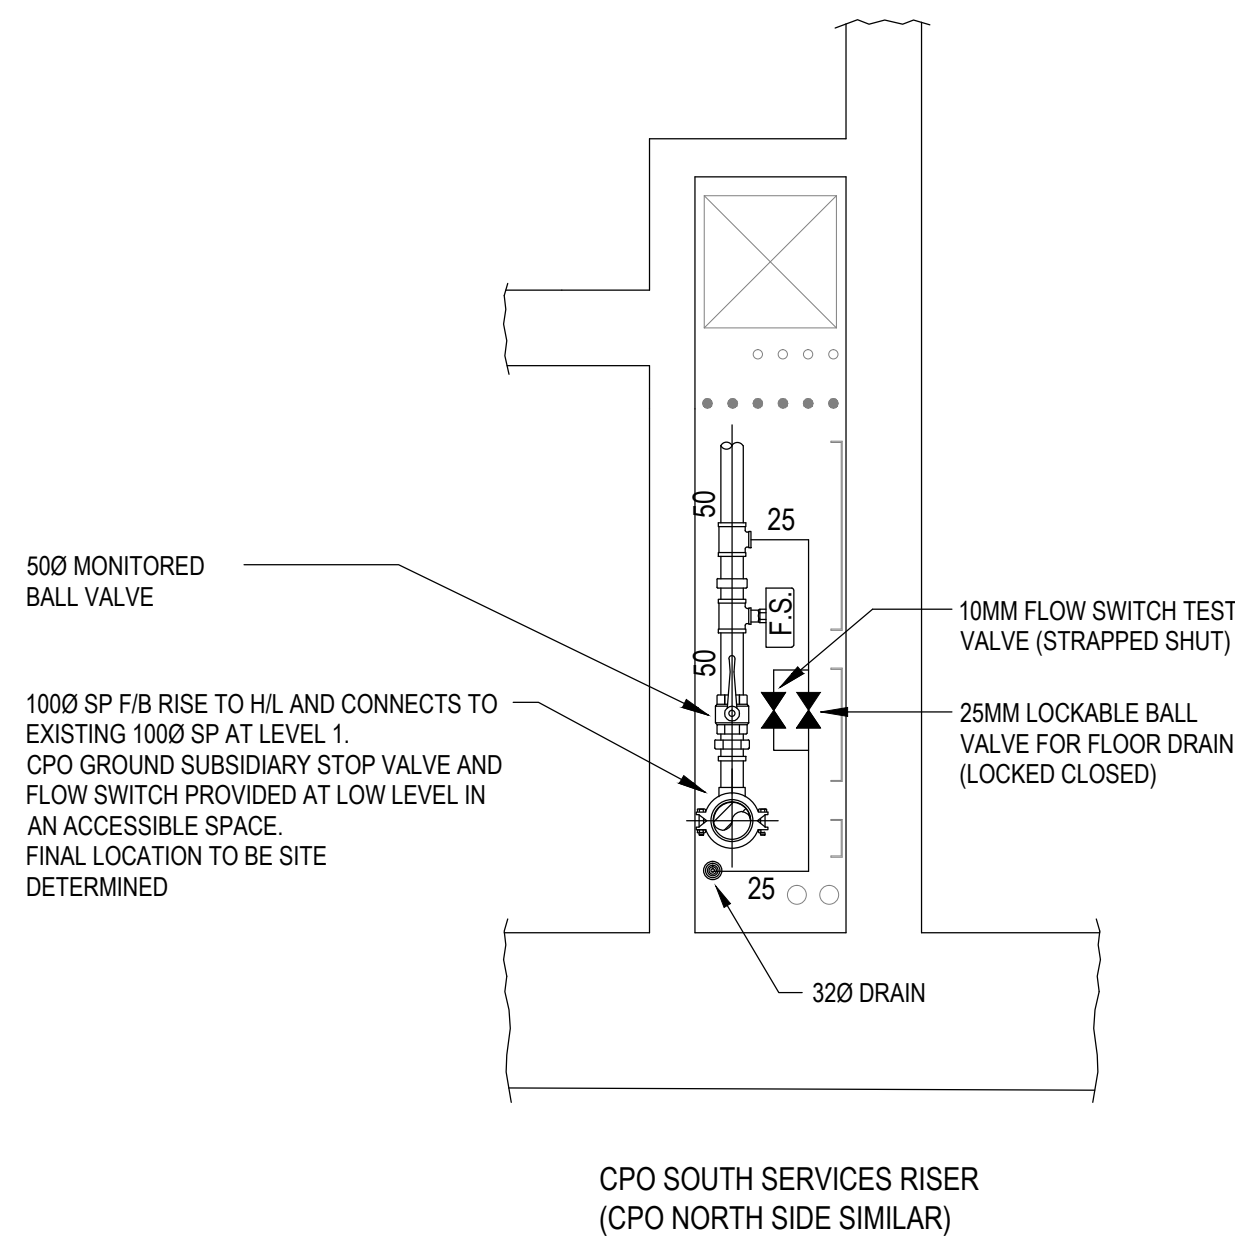 50
25
F.S.
50
50Ø MONITORED
BALL VALVE
10MM FLOW SWITCH TEST
VALVE (STRAPPED SHUT)
100Ø SP F/B RISE TO H/L AND CONNECTS TO
EXISTING 100Ø SP AT LEVEL 1.
CPO GROUND SUBSIDIARY STOP VALVE AND
FLOW SWITCH PROVIDED AT LOW LEVEL IN
AN ACCESSIBLE SPACE.
FINAL LOCATION TO BE SITE
DETERMINED
25MM LOCKABLE BALL
VALVE FOR FLOOR DRAIN
(LOCKED CLOSED)
25
32Ø DRAIN
CPO SOUTH SERVICES RISER
(CPO NORTH SIDE SIMILAR)